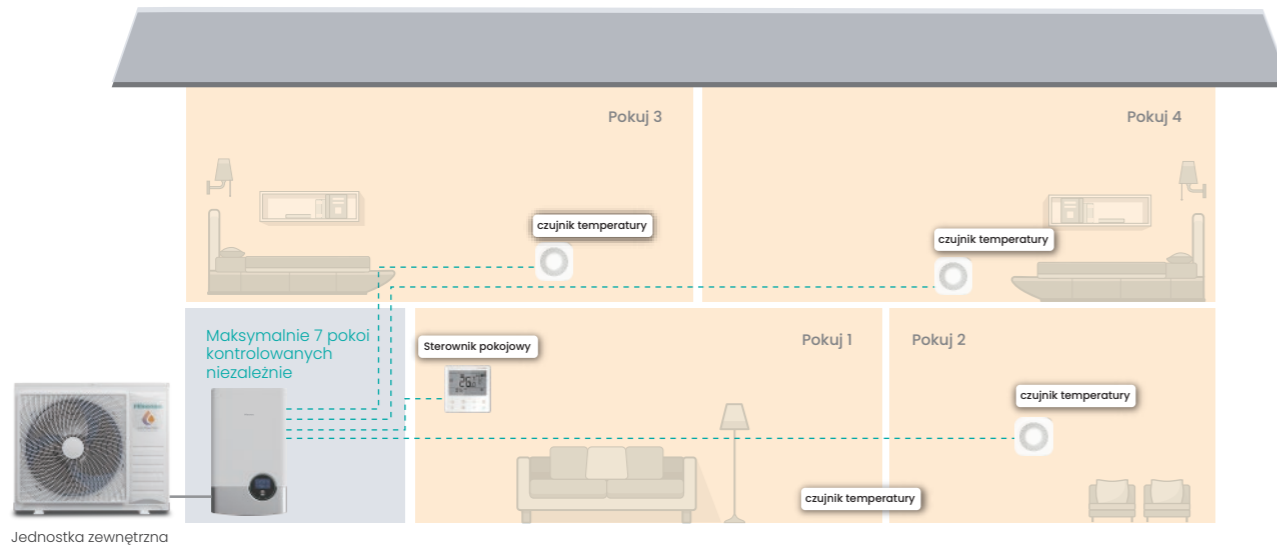 Pokuj 3
Pokuj 4
czujnik temperatury
czujnik temperatury
Maksymalnie 7 pokoi
kontrolowanych
niezależnie
Sterownik pokojowy
Pokuj 1
Pokuj 2
czujnik temperatury
czujnik temperatury
Jednostka zewnętrzna